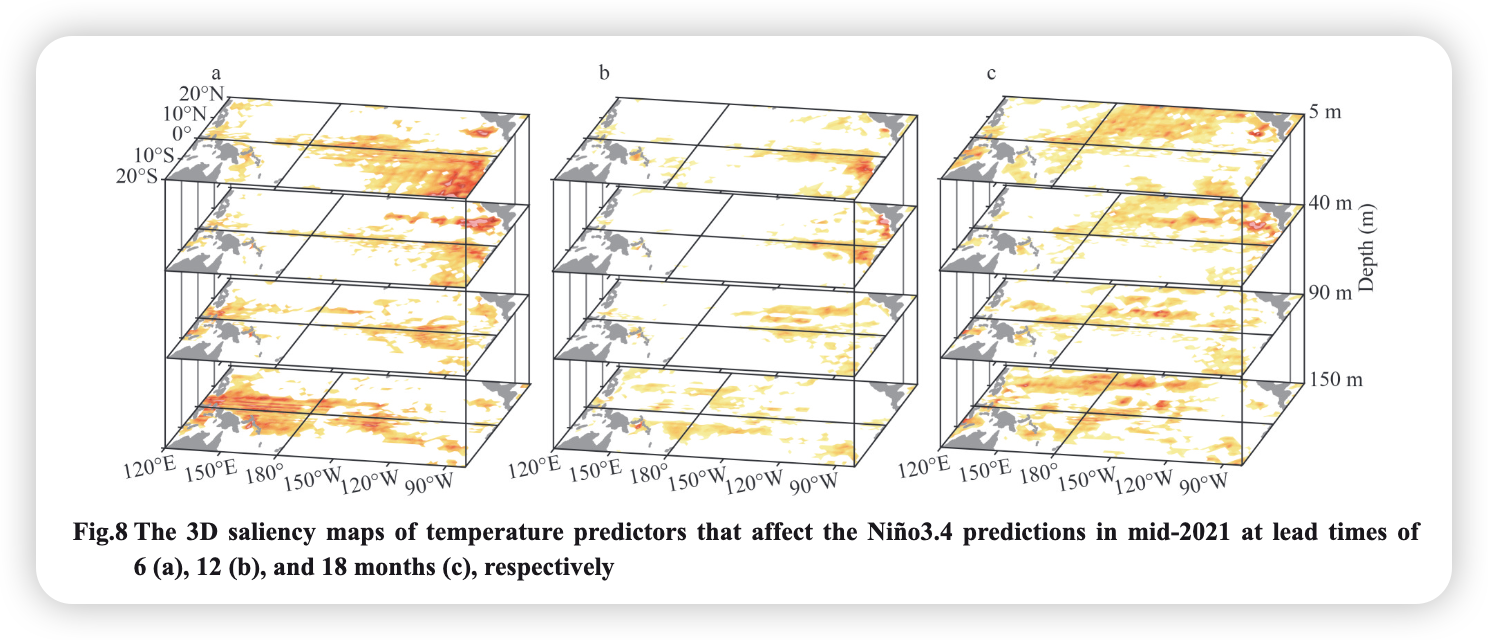 a
b
c
20°N
10°N
0°
10°S
20°S
5 m
40 m
90 m
150 m
Depth (m)
120°E 150°E 180° 150°W 120°W 90°W
120°E 150°E 180° 150°W 120°W 90°W
120°E 150°E 180° 150°W 120°W 90°W
Fig.8 The 3D saliency maps of temperature predictors that affect the Niño3.4 predictions in mid-2021 at lead times of
6 (a), 12 (b), and 18 months (c), respectively